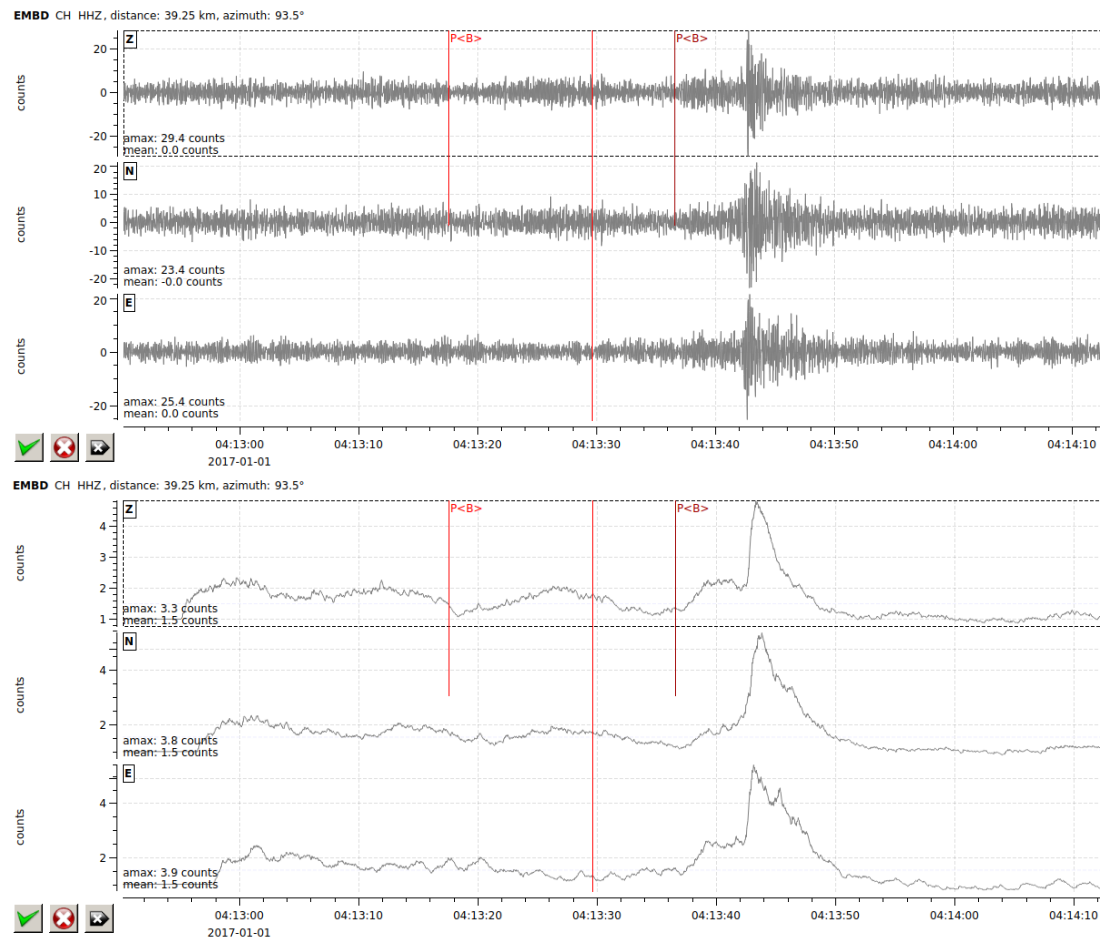 EMBD CH HHZ, distance: 39.25 km, azimuth: 93.5°
Z
P<B>
P<B>
counts
20
0
-20
amax: 29.4 counts
mean: 0.0 counts
N
counts
20
10
0
-10
-20
amax: 23.4 counts
mean: -0.0 counts
E
counts
20
0
-20
amax: 25.4 counts
mean: 0.0 counts
04:13:00 04:13:10 04:13:20 04:13:30 04:13:40 04:13:50 04:14:00 04:14:10
2017-01-01
EMBD CH HHZ, distance: 39.25 km, azimuth: 93.5°
Z
P<B>
P<B>
counts
4
3
2
1
amax: 3.3 counts
mean: 1.5 counts
N
counts
4
2
amax: 3.8 counts
mean: 1.5 counts
E
counts
4
2
amax: 3.9 counts
mean: 1.5 counts
04:13:00 04:13:10 04:13:20 04:13:30 04:13:40 04:13:50 04:14:00 04:14:10
2017-01-01